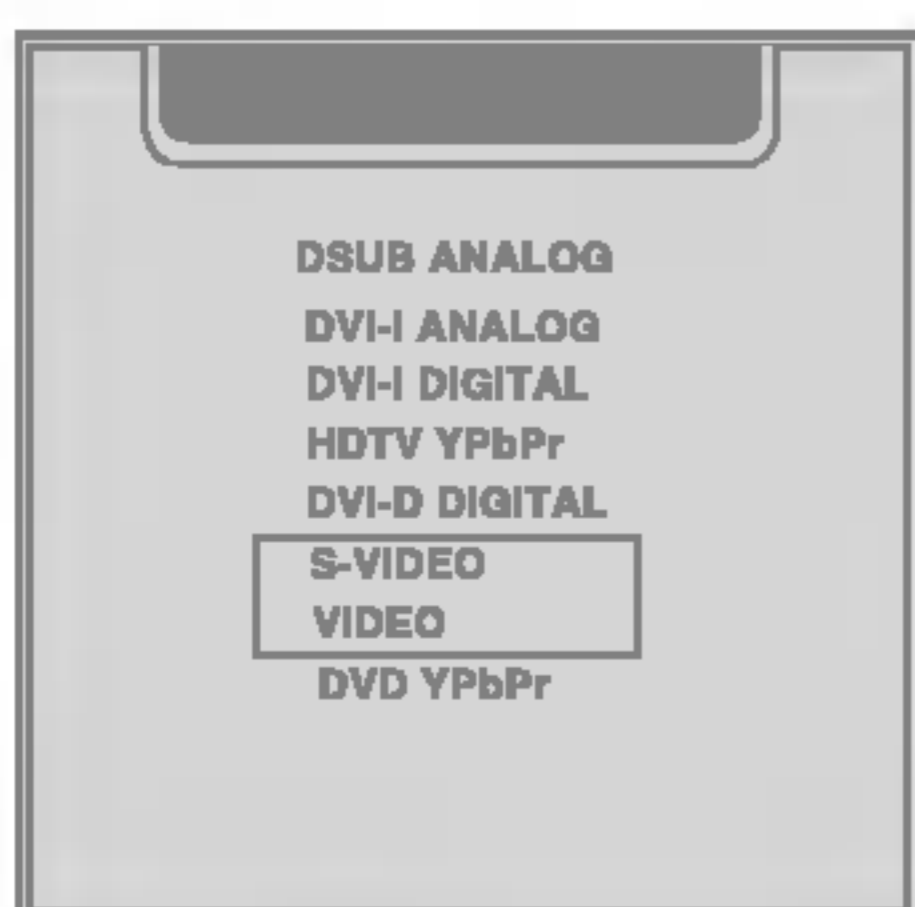 DSUB ANALOG
DVI-I ANALOG
DVI-I DIGITAL
HDTV YPbPr
DVI-D DIGITAL
S-VIDEO
VIDEO
DVD YPbPr